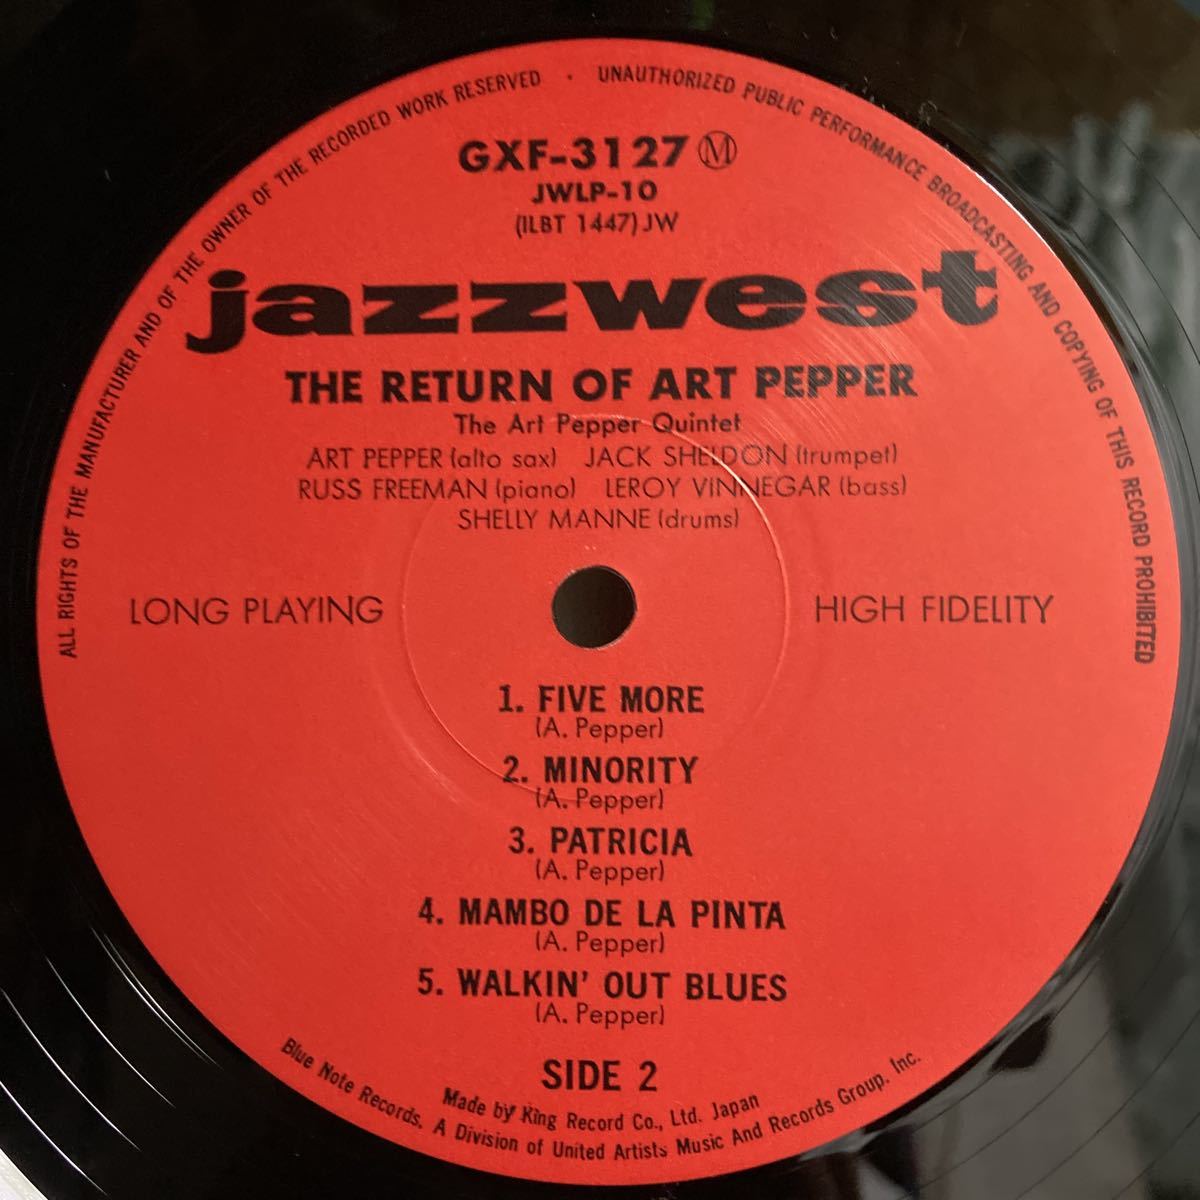 ALL RIGHTS OF THE MANUFACTURER AND OF THE OWNER OF THE RECORDED WORK RESERVED · UNAUTHORIZED PUBLIC PERFORMANCE BROADCASTING AND COPYING OF THIS RECORD PROHIBITED
GXF-3127 Ⓜ
JWLP-10
(ILBT 1447) JW
jazzwest
THE RETURN OF ART PEPPER
The Art Pepper Quintet
ART PEPPER (alto sax) JACK SHELDON (trumpet)
RUSS FREEMAN (piano) LEROY VINNEGAR (bass)
SHELLY MANNE (drums)
LONG PLAYING HIGH FIDELITY
1. FIVE MORE
(A. Pepper)
2. MINORITY
(A. Pepper)
3. PATRICIA
(A. Pepper)
4. MAMBO DE LA PINTA
(A. Pepper)
5. WALKIN' OUT BLUES
(A. Pepper)
SIDE 2
Made by King Record Co., Ltd. Japan
Blue Note Records, A Division of United Artists Music And Records Group, Inc.